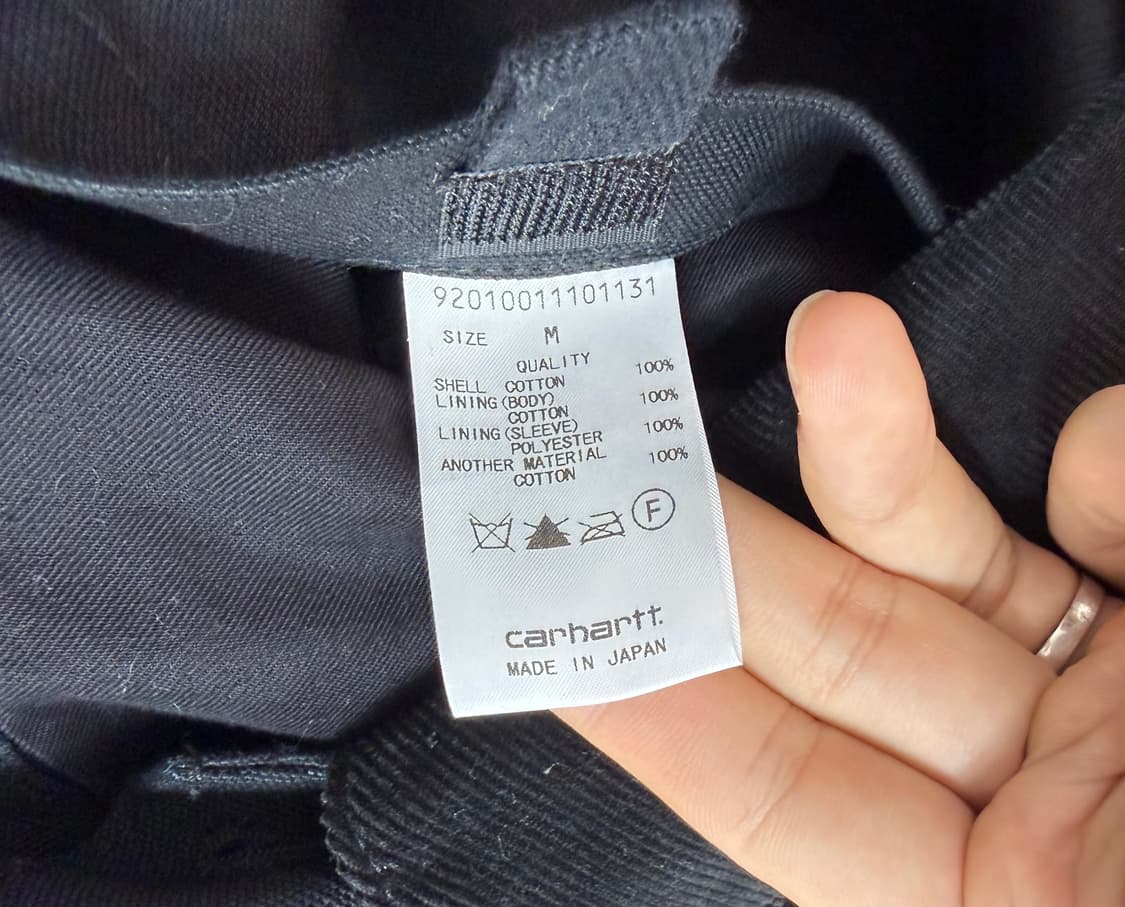 92010011101131
SIZE M
QUALITY
SHELL COTTON 100%
LINING(BODY)
COTTON 100%
LINING(SLEEVE)
POLYESTER 100%
ANOTHER MATERIAL
COTTON 100%
F
carhartt.
MADE IN JAPAN